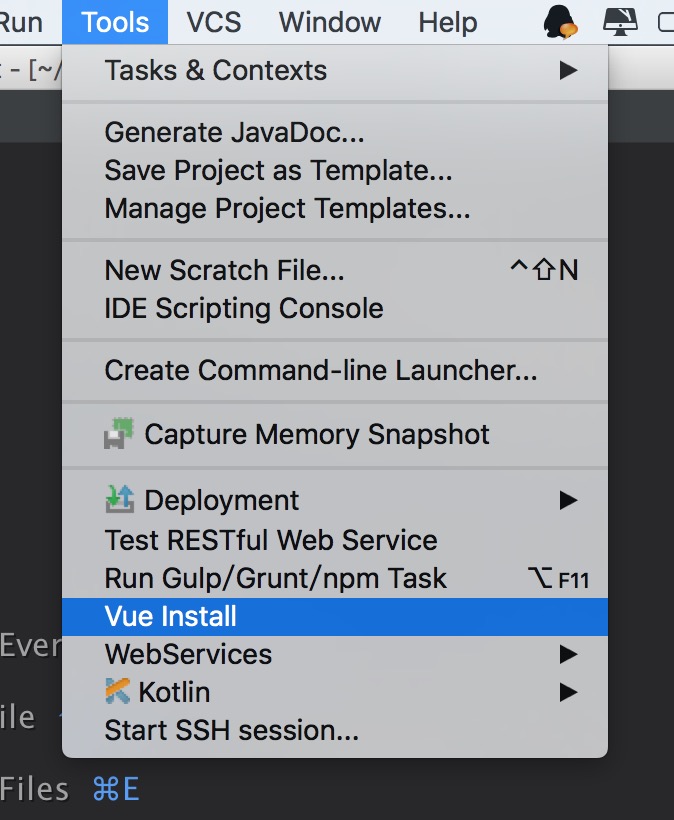 Run Tools VCS Window Help
- [~/
Tasks & Contexts
Generate JavaDoc...
Save Project as Template...
Manage Project Templates...
New Scratch File... ^⇧N
IDE Scripting Console
Create Command-line Launcher...
Capture Memory Snapshot
Deployment
Test RESTful Web Service
Run Gulp/Grunt/npm Task ⌥F11
Vue Install
Ever
WebServices
Kotlin
ile
Start SSH session...
Files ⌘E